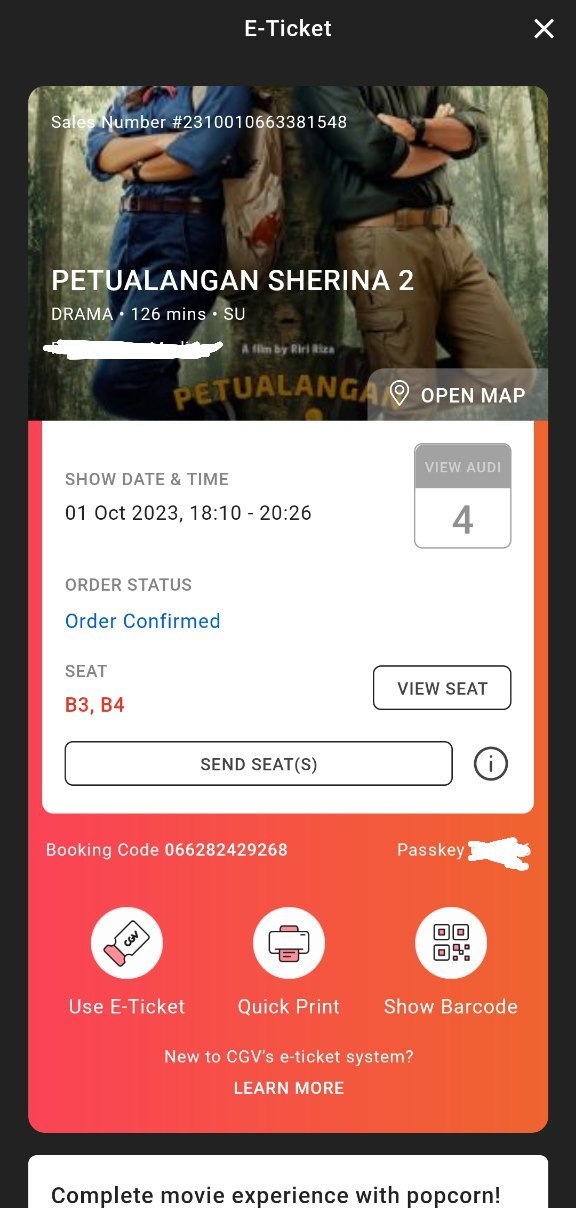 E-Ticket
Sales Number #2310010663381548
PETUALANGAN SHERINA 2
DRAMA • 126 mins • SU
A film by Riri Riza
PETUALANGA
OPEN MAP
SHOW DATE & TIME
VIEW AUDI
01 Oct 2023, 18:10 - 20:26
4
ORDER STATUS
Order Confirmed
SEAT
B3, B4
VIEW SEAT
SEND SEAT(S)
i
Booking Code 066282429268
Passkey
CGV
Use E-Ticket
Quick Print
Show Barcode
New to CGV's e-ticket system?
LEARN MORE
Complete movie experience with popcorn!